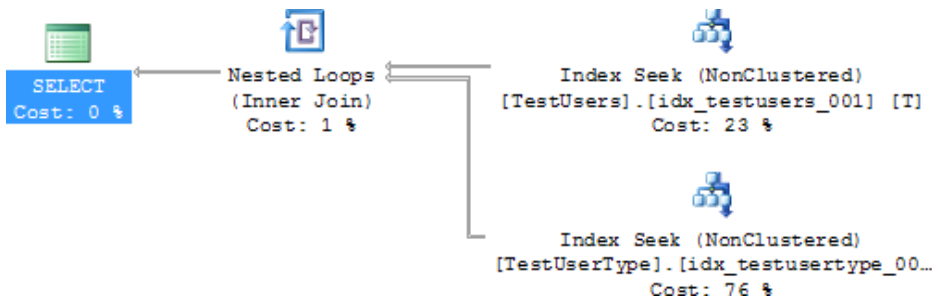 SELECT
Cost: 0 %
Nested Loops
(Inner Join)
Cost: 1 %
Index Seek (NonClustered)
[TestUsers].[idx_testusers_001] [T]
Cost: 23 %
Index Seek (NonClustered)
[TestUserType].[idx_testusertype_00…
Cost: 76 %